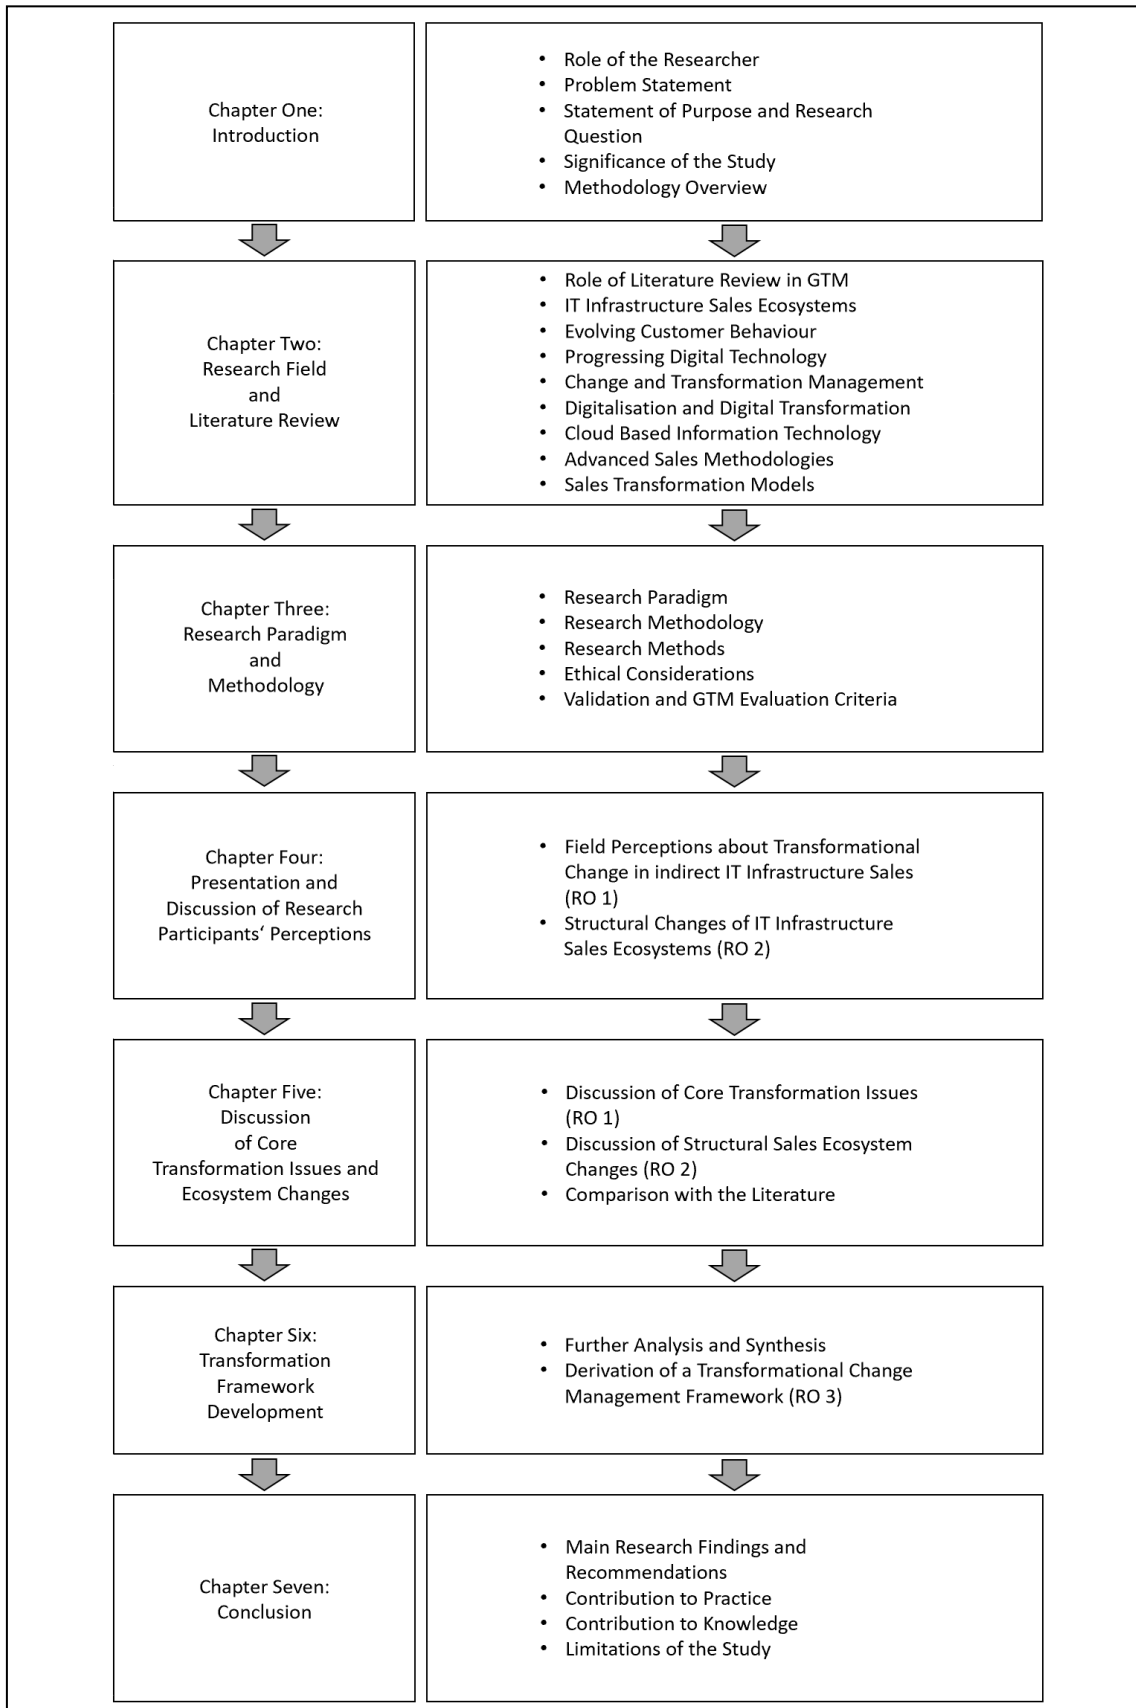 Chapter One:
Introduction
• Role of the Researcher
• Problem Statement
• Statement of Purpose and Research
Question
• Significance of the Study
• Methodology Overview
Chapter Two:
Research Field
and
Literature Review
• Role of Literature Review in GTM
• IT Infrastructure Sales Ecosystems
• Evolving Customer Behaviour
• Progressing Digital Technology
• Change and Transformation Management
• Digitalisation and Digital Transformation
• Cloud Based Information Technology
• Advanced Sales Methodologies
• Sales Transformation Models
Chapter Three:
Research Paradigm
and
Methodology
• Research Paradigm
• Research Methodology
• Research Methods
• Ethical Considerations
• Validation and GTM Evaluation Criteria
Chapter Four:
Presentation and
Discussion of Research
Participants‘ Perceptions
• Field Perceptions about Transformational
Change in indirect IT Infrastructure Sales
(RO 1)
• Structural Changes of IT Infrastructure
Sales Ecosystems (RO 2)
Chapter Five:
Discussion
of Core
Transformation Issues and
Ecosystem Changes
• Discussion of Core Transformation Issues
(RO 1)
• Discussion of Structural Sales Ecosystem
Changes (RO 2)
• Comparison with the Literature
Chapter Six:
Transformation
Framework
Development
• Further Analysis and Synthesis
• Derivation of a Transformational Change
Management Framework (RO 3)
Chapter Seven:
Conclusion
• Main Research Findings and
Recommendations
• Contribution to Practice
• Contribution to Knowledge
• Limitations of the Study